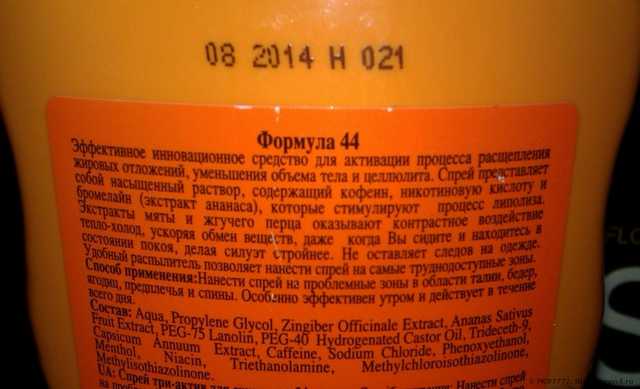 08 2014 H 021
Формула 44
Эффективное инновационное средство для активации процесса расщепления
жировых отложений, уменьшения объема тела и целлюлита. Спрей представляет
собой насыщенный раствор, содержащий кофеин, никотиновую кислоту и
бромелайн (экстракт ананаса), которые стимулируют процесс липолиза.
Экстракты мяты и жгучего перца оказывают контрастное воздействие
тепло-холод, ускоряя обмен веществ, даже когда Вы сидите и находитесь в
состоянии покоя, делая силуэт стройнее. Не оставляет следов на одежде.
Удобный распылитель позволяет нанести спрей на самые труднодоступные зоны.
Способ применения:Нанести спрей на проблемные зоны в области талии, бедер,
ягодиц, предплечья и спины. Особенно эффективен утром и действует в течение
всего дня.
Состав: Aqua, Propylene Glycol, Zingiber Officinale Extract, Ananas Sativus
Fruit Extract, PEG-75 Lanolin, PEG-40 Hydrogenated Castor Oil, Trideceth-9,
Capsicum Annuum Extract, Caffeine, Sodium Chloride, Phenoxyethanol,
Menthol, Niacin, Triethanolamine, Methylchloroisothiazolinone,
Methylisothiazolinone.
UA: Спрей три-актив для
Нанести спрей